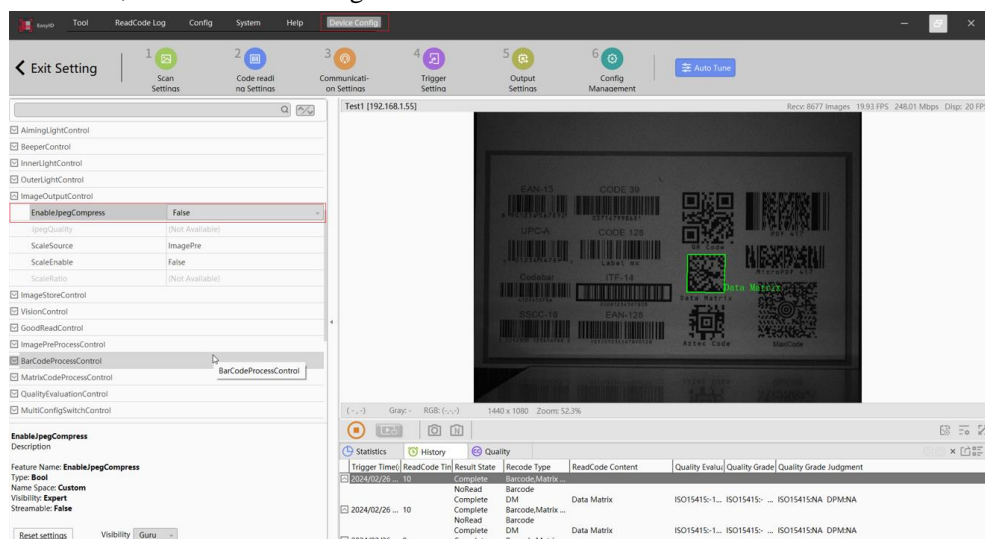 EasyID Tool ReadCode Log Config System Help Device Config
Exit Setting
1 Scan Settings
2 Code readi ng Settings
3 Communicati- on Settings
4 Trigger Setting
5 Output Settings
6 Config Management
Auto Tune
Test1 [192.168.1.55] Recv: 8677 Images 19.93 FPS 248.01 Mbps Disp: 20 FPS
AimingLightControl
BeeperControl
InnerLightControl
OuterLightControl
ImageOutputControl
EnableJpegCompress False
JpegQuality (Not Available)
ScaleSource ImagePre
ScaleEnable False
ScaleRatio (Not Available)
ImageStoreControl
VisionControl
GoodReadControl
ImagePreProcessControl
BarCodeProcessControl
BarCodeProcessControl
MatrixCodeProcessControl
QualityEvaluationControl
MultiConfigSwitchControl
EnableJpegCompress
Description
Feature Name: EnableJpegCompress
Type: Bool
Name Space: Custom
Visibility: Expert
Streamable: False
Reset settings Visibility Guru
EAN-13 CODE 39
UPC-A CODE 128
QR Code PDF 417
Codabar ITF-14
MicroPDF 417
Data Matrix
Data Matrix
SSCC-18 EAN-128
Aztec Code MaxiCode
(-,-) Gray: - RGB: (-,-,-) 1440 x 1080 Zoom: 52.3%
Statistics History Quality
Trigger Time( ReadCode Tin Result State Recode Type ReadCode Content Quality Evalu Quality Grade Quality Grade Judgment
2024/02/26 ... 10 Complete Barcode,Matrix ...
NoRead Barcode
Complete DM Data Matrix ISO15415:-1... ISO15415:- ... ISO15415:NA DPM:NA
2024/02/26 ... 10 Complete Barcode,Matrix ...
NoRead Barcode
Complete DM Data Matrix ISO15415:-1... ISO15415:- ... ISO15415:NA DPM:NA